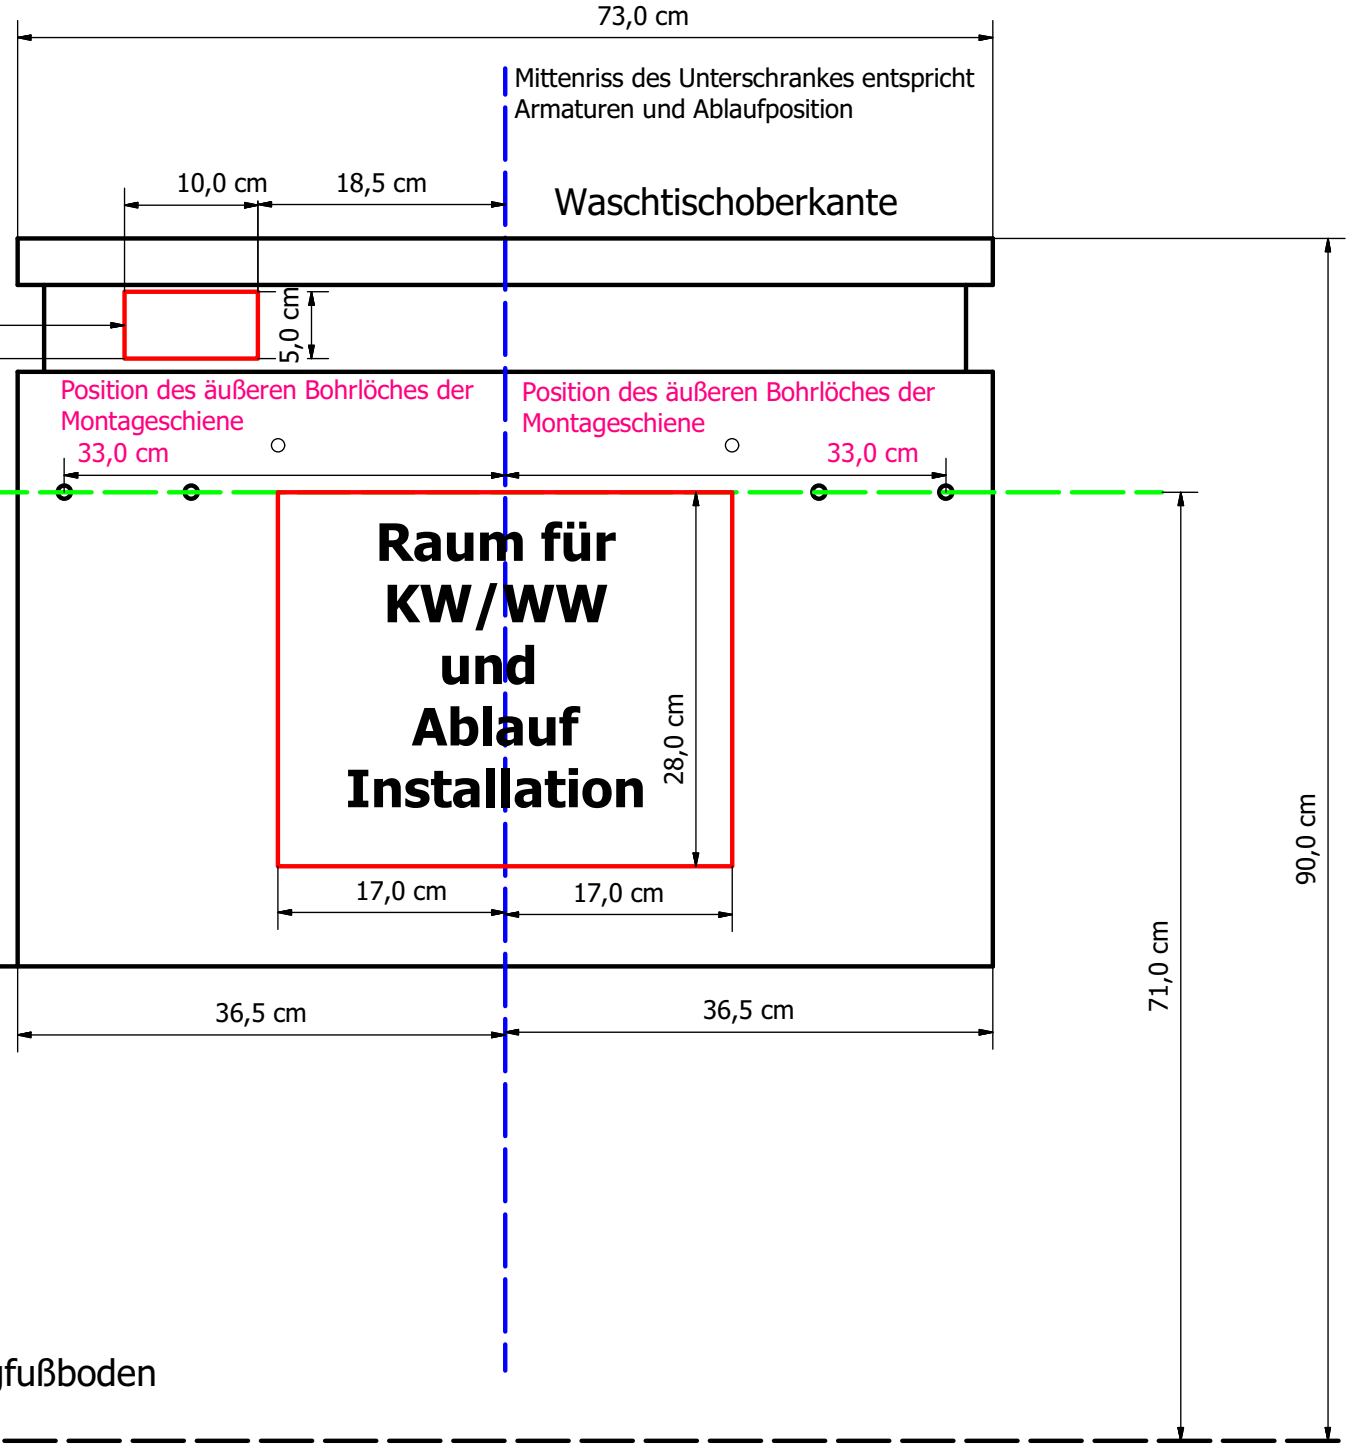 73,0 cm
Mittenriss des Unterschrankes entspricht
Armaturen und Ablaufposition
10,0 cm
18,5 cm
Waschtischoberkante
5,0 cm
Position des äußeren Bohrlöches der
Montageschiene
33,0 cm
Position des äußeren Bohrlöches der
Montageschiene
33,0 cm
Raum für
KW/WW
und
Ablauf
Installation
28,0 cm
17,0 cm
17,0 cm
90,0 cm
71,0 cm
36,5 cm
36,5 cm
gfußboden